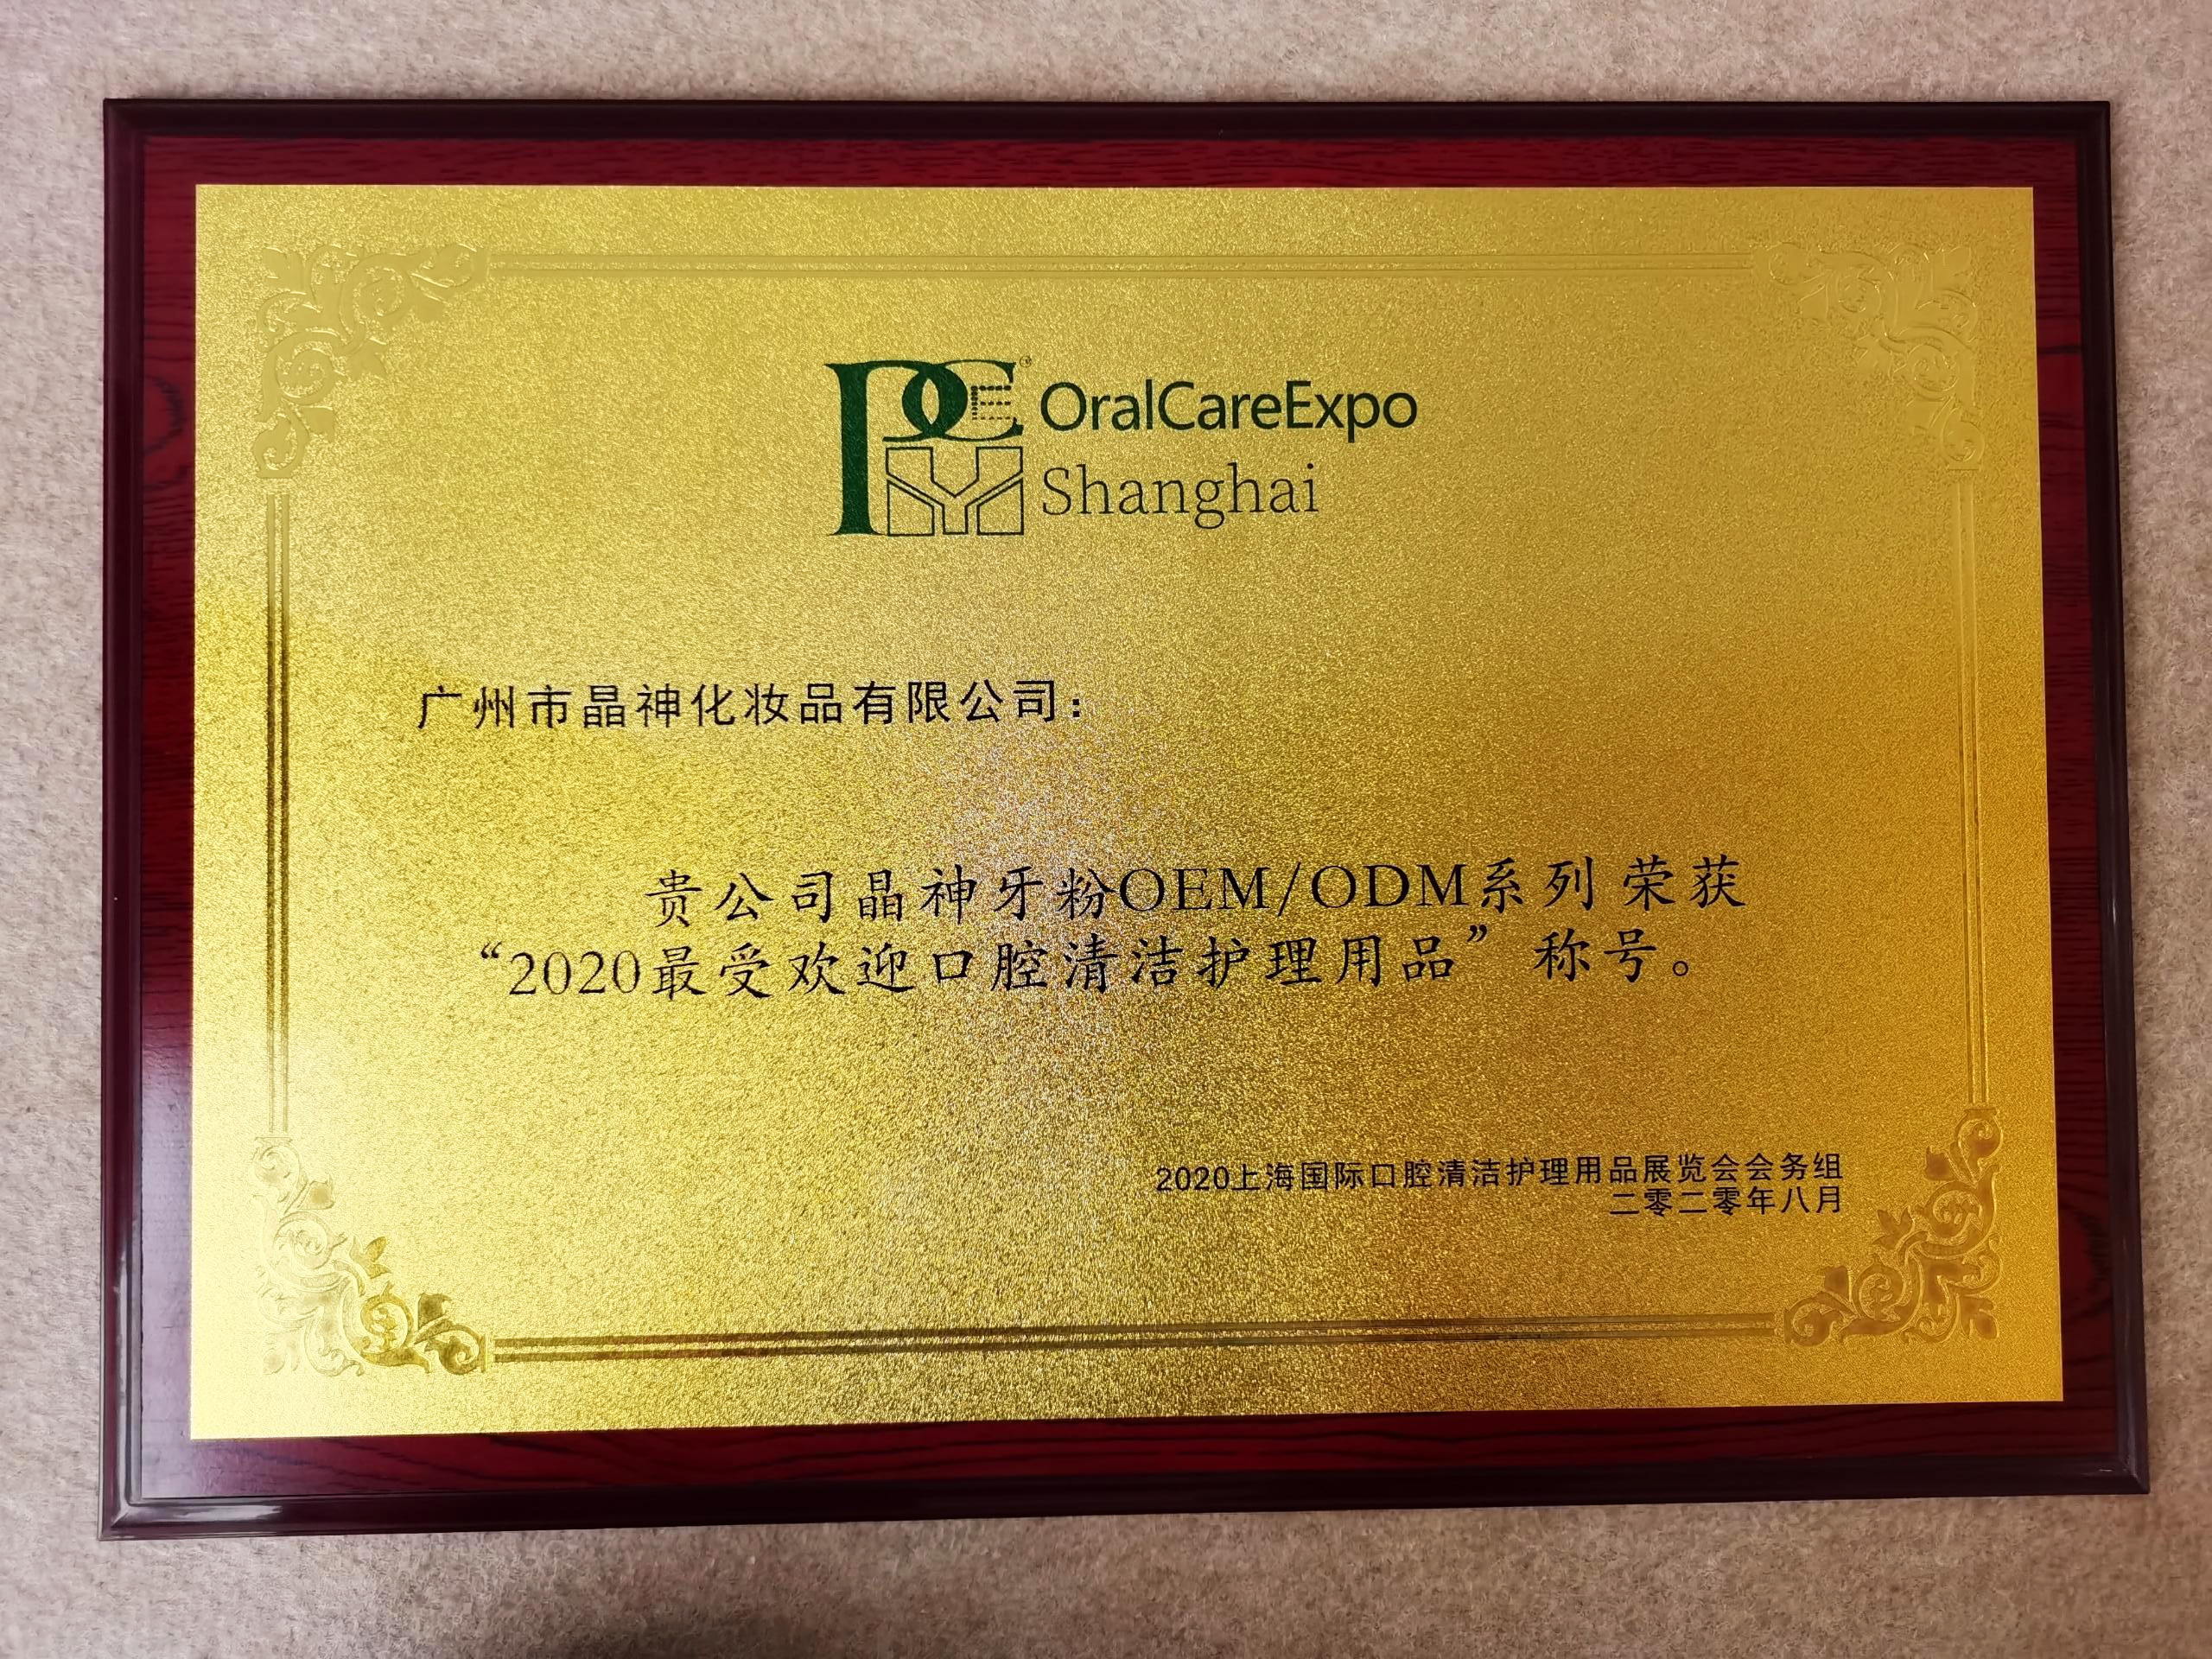 PCE OralCareExpo
Shanghai
广州市晶神化妆品有限公司：
贵公司晶神牙粉OEM/ODM系列 荣获
“2020最受欢迎口腔清洁护理用品”称号。
2020上海国际口腔清洁护理用品展览会会务组
二零二零年八月